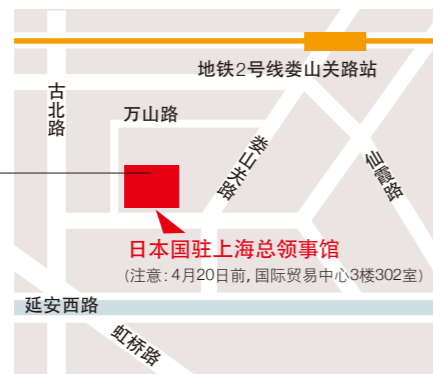 地铁2号线娄山关路站
古北路
万山路
娄山关路
仙霞路
日本国驻上海总领事馆
(注意:4月20日前,国际贸易中心3楼302室)
延安西路
虹桥路